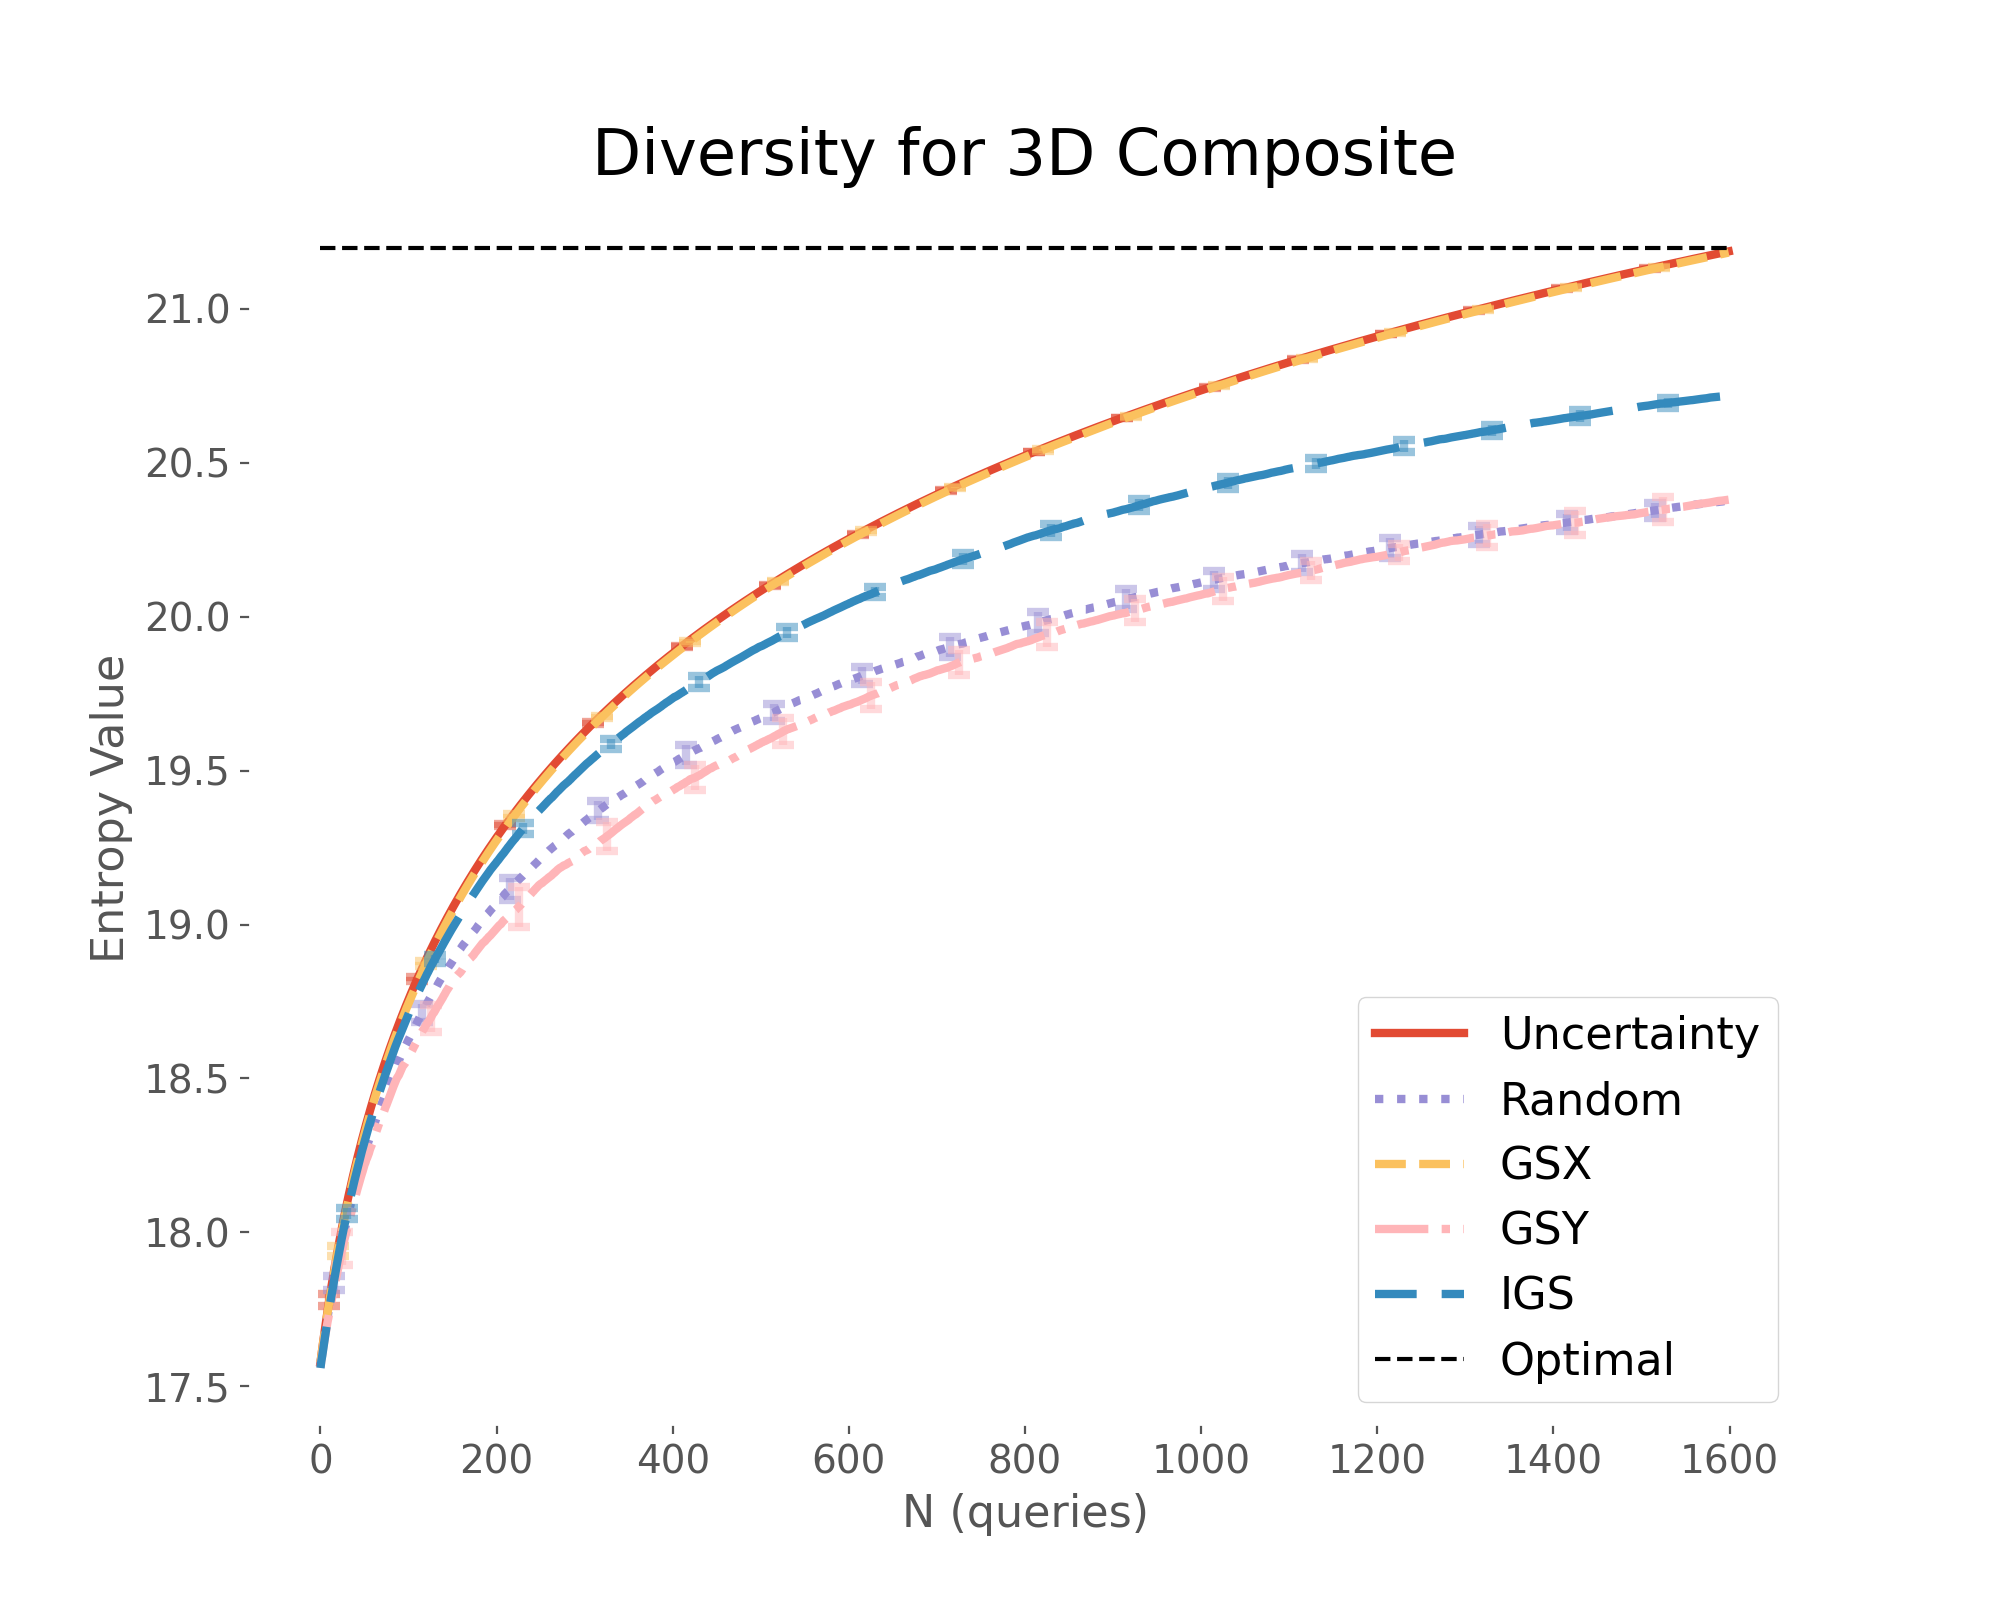 Diversity for 3D Composite
Entropy Value
21.0
20.5
20.0
19.5
19.0
18.5
18.0
17.5
0 200 400 600 800 1000 1200 1400 1600
N (queries)
Uncertainty
Random
GSX
GSY
IGS
Optimal